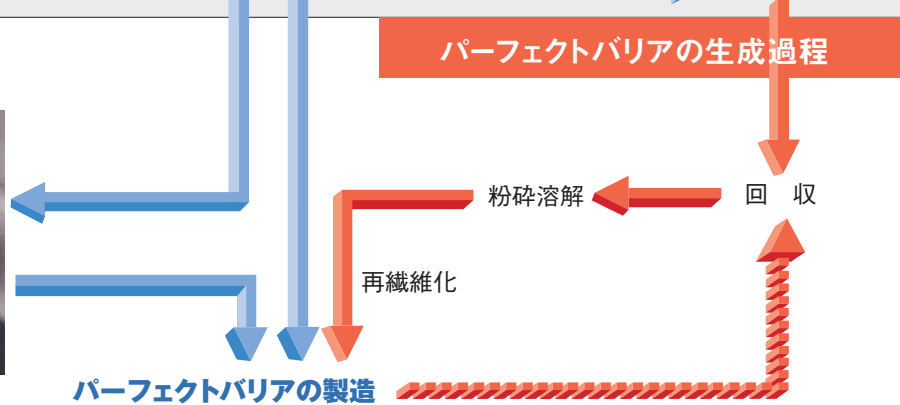 パーフェクトバリアの生成過程
回　収
粉砕溶解
再繊維化
パーフェクトバリアの製造